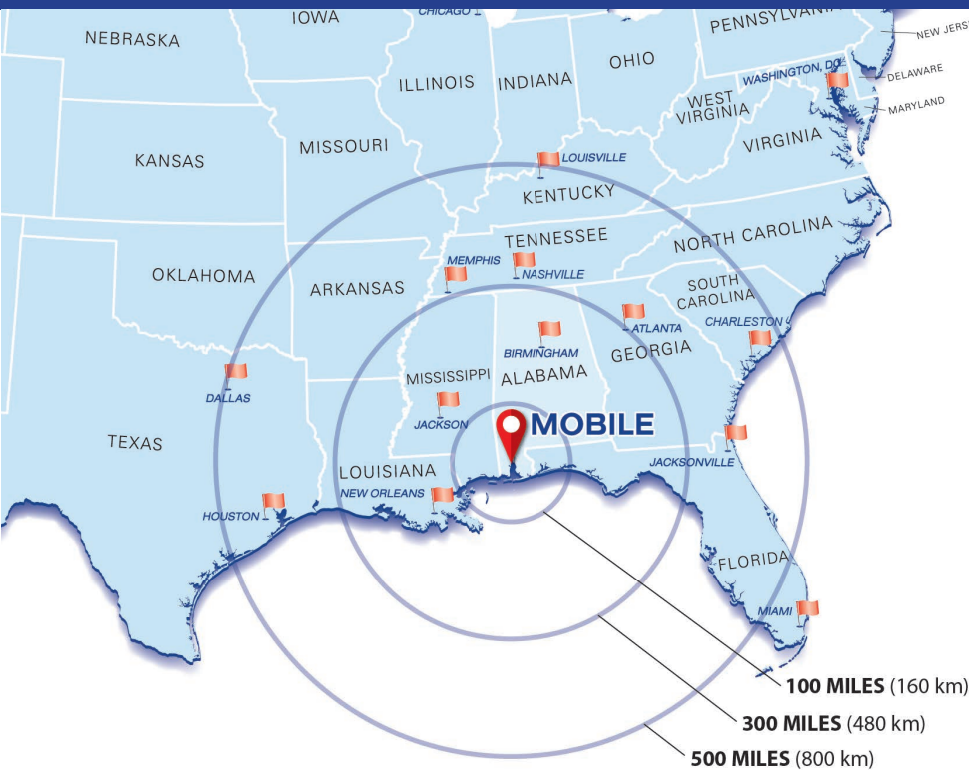 IOWA
CHICAGO
PENNSYLVANIA
NEBRASKA
NEW JERS
OHIO
ILLINOIS
INDIANA
WASHINGTON, DC
DELAWARE
WEST
VIRGINIA
MARYLAND
VIRGINIA
MISSOURI
KANSAS
LOUISVILLE
KENTUCKY
TENNESSEE
NORTH CAROLINA
MEMPHIS
NASHVILLE
OKLAHOMA
ARKANSAS
SOUTH
CAROLINA
CHARLESTON
ATLANTA
BIRMINGHAM
GEORGIA
MISSISSIPPI
ALABAMA
DALLAS
JACKSON
MOBILE
TEXAS
LOUISIANA
JACKSONVILLE
NEW ORLEANS
HOUSTON
FLORIDA
MIAMI
100 MILES (160 km)
300 MILES (480 km)
500 MILES (800 km)